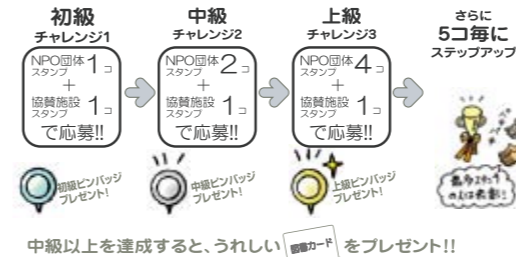 初級
チャレンジ1
NPO団体
スタンプ 1コ
+
協賛施設
スタンプ 1コ
で応募!!
初級ピンバッジ
プレゼント!
中級
チャレンジ2
NPO団体
スタンプ 2コ
+
協賛施設
スタンプ 1コ
で応募!!
中級ピンバッジ
プレゼント!
上級
チャレンジ3
NPO団体
スタンプ 4コ
+
協賛施設
スタンプ 1コ
で応募!!
上級ピンバッジ
プレゼント!
さらに
5コ毎に
ステップアップ
中級以上を達成すると、うれしい 図書カード をプレゼント!!